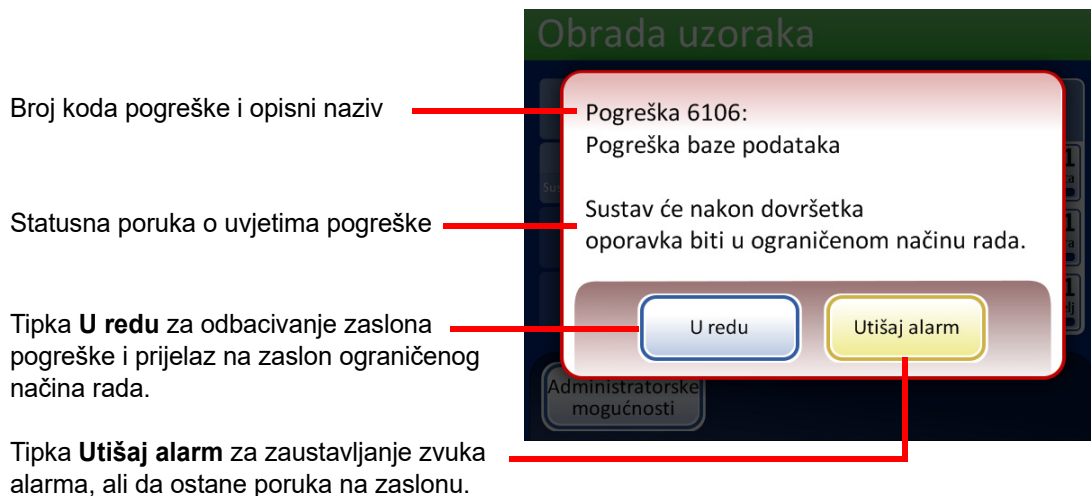 Obrada uzoraka
Broj koda pogreške i opisni naziv
Pogreška 6106:
Pogreška baze podataka
Statusna poruka o uvjetima pogreške
Sustav će nakon dovršetka
oporavka biti u ograničenom načinu rada.
Tipka U redu za odbacivanje zaslona
pogreške i prijelaz na zaslon ograničenog
načina rada.
U redu
Utišaj alarm
Administratorske
mogućnosti
Tipka Utišaj alarm za zaustavljanje zvuka
alarma, ali da ostane poruka na zaslonu.